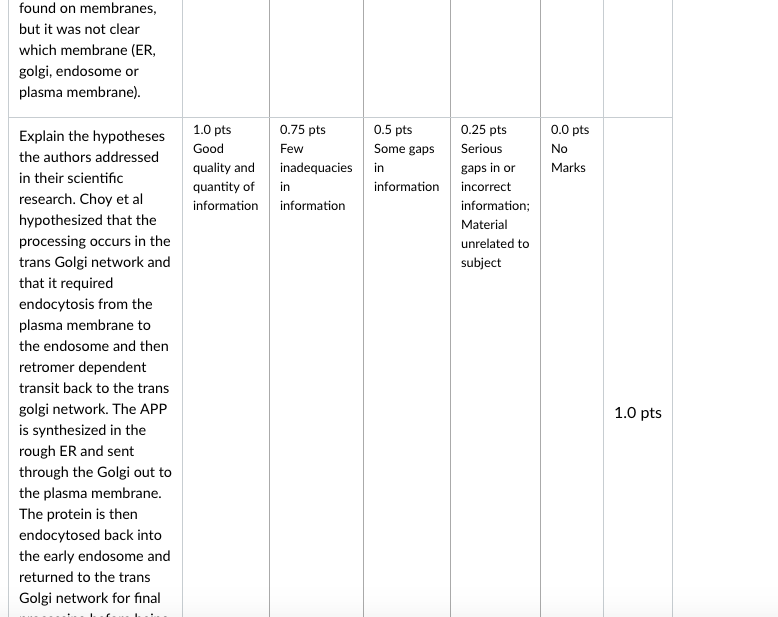 found on membranes,
but it was not clear
which membrane (ER,
golgi, endosome or
plasma membrane).
Explain the hypotheses
the authors addressed
in their scientific
research. Choy et al
hypothesized that the
processing occurs in the
trans Golgi network and
that it required
endocytosis from the
plasma membrane to
the endosome and then
retromer dependent
transit back to the trans
golgi network. The APP
is synthesized in the
rough ER and sent
through the Golgi out to
the plasma membrane.
The protein is then
endocytosed back into
the early endosome and
returned to the trans
Golgi network for final
1.0 pts
Good
quality and
quantity of
information
0.75 pts
Few
inadequacies
in
information
0.5 pts
Some gaps
in
information
0.25 pts
Serious
gaps in or
incorrect
information;
Material
unrelated to
subject
0.0 pts
No
Marks
1.0 pts